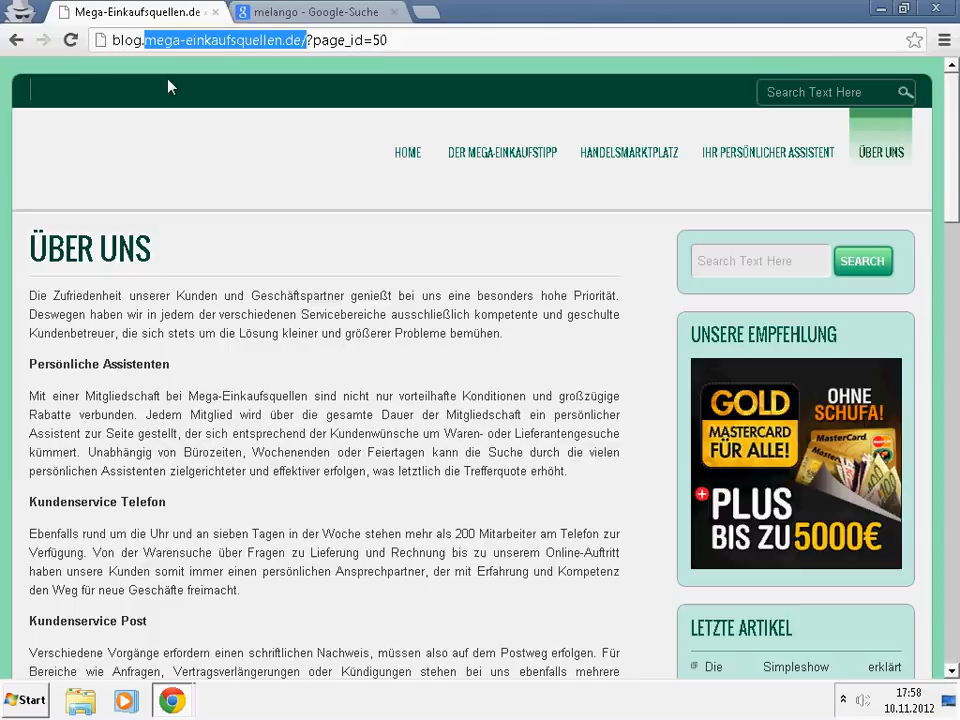 Mega-Einkaufsquellen.de
melango - Google-Suche
blog.mega-einkaufsquellen.de/?page_id=50
Search Text Here
HOME
DER MEGA-EINKAUFSTIPP
HANDELSMARKTPLATZ
IHR PERSÖNLICHER ASSISTENT
ÜBER UNS
ÜBER UNS
Die Zufriedenheit unserer Kunden und Geschäftspartner genießt bei uns eine besonders hohe Priorität.
Deswegen haben wir in jedem der verschiedenen Servicebereiche ausschließlich kompetente und geschulte
Kundenbetreuer, die sich stets um die Lösung kleiner und größerer Probleme bemühen.
Persönliche Assistenten
Mit einer Mitgliedschaft bei Mega-Einkaufsquellen sind nicht nur vorteilhafte Konditionen und großzügige
Rabatte verbunden. Jedem Mitglied wird über die gesamte Dauer der Mitgliedschaft ein persönlicher
Assistent zur Seite gestellt, der sich entsprechend der Kundenwünsche um Waren- oder Lieferantengesuche
kümmert. Unabhängig von Bürozeiten, Wochenenden oder Feiertagen kann die Suche durch die vielen
persönlichen Assistenten zielgerichteter und effektiver erfolgen, was letztlich die Trefferquote erhöht.
Kundenservice Telefon
Ebenfalls rund um die Uhr und an sieben Tagen in der Woche stehen mehr als 200 Mitarbeiter am Telefon zur
Verfügung. Von der Warensuche über Fragen zu Lieferung und Rechnung bis zu unserem Online-Auftritt
haben unsere Kunden somit immer einen persönlichen Ansprechpartner, der mit Erfahrung und Kompetenz
den Weg für neue Geschäfte freimacht.
Kundenservice Post
Verschiedene Vorgänge erfordern einen schriftlichen Nachweis, müssen also auf dem Postweg erfolgen. Für
Bereiche wie Anfragen, Vertragsverlängerungen oder Kündigungen stehen bei uns ebenfalls mehrere
Search Text Here
SEARCH
UNSERE EMPFEHLUNG
GOLD
MASTERCARD
FÜR ALLE!
OHNE
SCHUFA!
MasterCard
+PLUS
BIS ZU 5000€
LETZTE ARTIKEL
Die Simpleshow erklärt
Start
17:58
10.11.2012